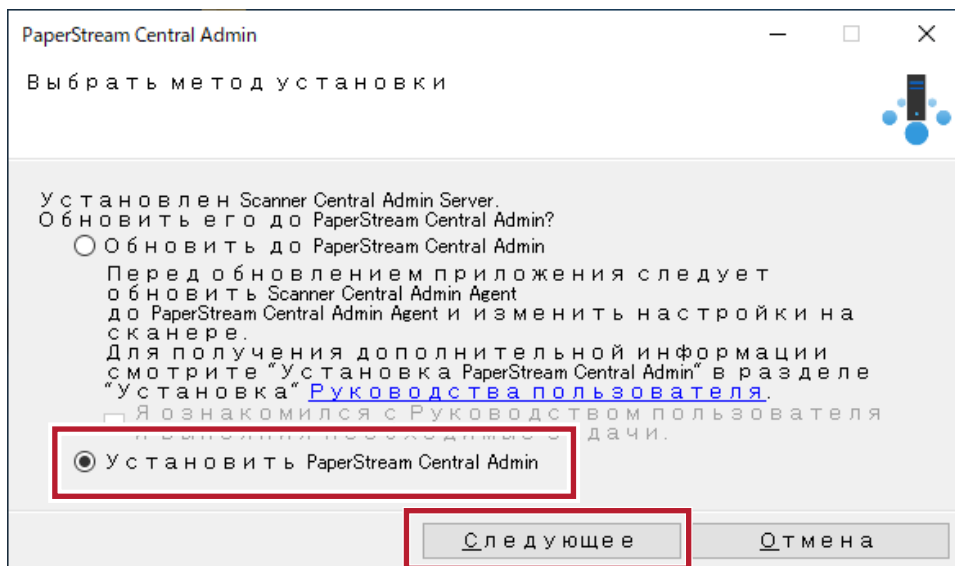 PaperStream Central Admin
Выбрать метод установки
Установлен Scanner Central Admin Server.
Обновить его до PaperStream Central Admin?
Обновить до PaperStream Central Admin
Перед обновлением приложения следует
обновить Scanner Central Admin Agent
до PaperStream Central Admin Agent и изменить настройки на
сканере.
Для получения дополнительной информации
смотрите "Установка PaperStream Central Admin" в разделе
"Установка" Руководства пользователя.
Я ознакомился с Руководством пользователя
дачи.
Установить PaperStream Central Admin
Следующее
Отмена